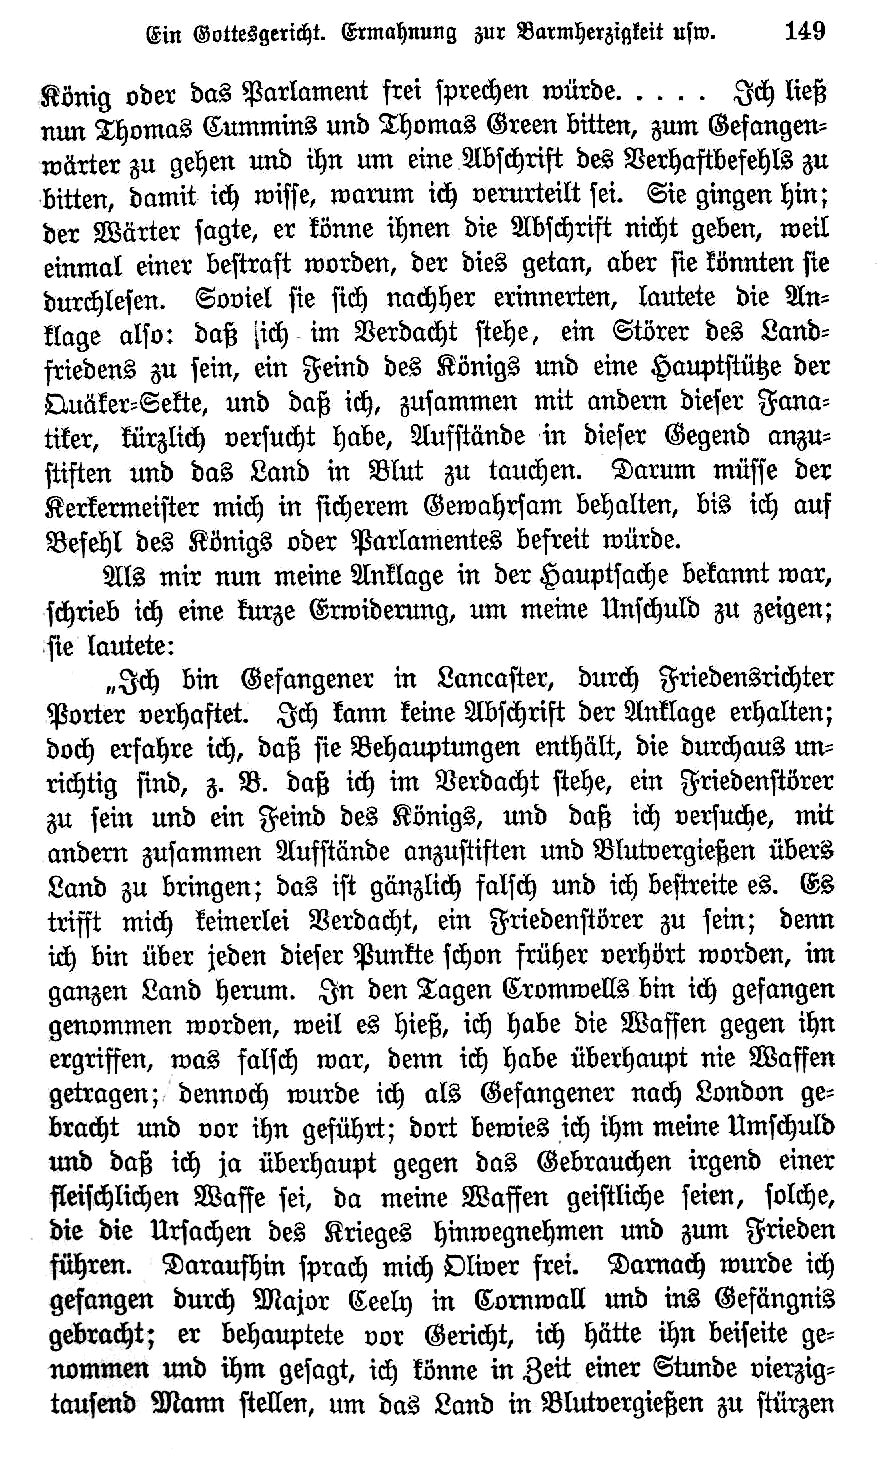 Ein Gottesgericht. Ermahnung zur Barmherzigkeit usw. 149
König oder das Parlament frei sprechen würde. . . . . Ich ließ
nun Thomas Cummins und Thomas Green bitten, zum Gefangen-
wärter zu gehen und ihn um eine Abschrift des Verhaftbefehls zu
bitten, damit ich wisse, warum ich verurteilt sei. Sie gingen hin;
der Wärter sagte, er könne ihnen die Abschrift nicht geben, weil
einmal einer bestraft worden, der dies getan, aber sie könnten sie
durchlesen. Soviel sie sich nachher erinnerten, lautete die An-
klage also: daß ich im Verdacht stehe, ein Störer des Land-
friedens zu sein, ein Feind des Königs und eine Hauptstütze der
Quäker-Sekte, und daß ich, zusammen mit andern dieser Fana-
tiker, kürzlich versucht habe, Aufstände in dieser Gegend anzu-
stiften und das Land in Blut zu tauchen. Darum müsse der
Kerkermeister mich in sicherem Gewahrsam behalten, bis ich auf
Befehl des Königs oder Parlamentes befreit würde.
Als mir nun meine Anklage in der Hauptsache bekannt war,
schrieb ich eine kurze Erwiderung, um meine Unschuld zu zeigen;
sie lautete:
„Ich bin Gefangener in Lancaster, durch Friedensrichter
Porter verhaftet. Ich kann keine Abschrift der Anklage erhalten;
doch erfahre ich, daß sie Behauptungen enthält, die durchaus un-
richtig sind, z. B. daß ich im Verdacht stehe, ein Friedenstörer
zu sein und ein Feind des Königs, und daß ich versuche, mit
andern zusammen Aufstände anzustiften und Blutvergießen übers
Land zu bringen; das ist gänzlich falsch und ich bestreite es. Es
trifft mich keinerlei Verdacht, ein Friedenstörer zu sein; denn
ich bin über jeden dieser Punkte schon früher verhört worden, im
ganzen Land herum. In den Tagen Cromwells bin ich gefangen
genommen worden, weil es hieß, ich habe die Waffen gegen ihn
ergriffen, was falsch war, denn ich habe überhaupt nie Waffen
getragen; dennoch wurde ich als Gefangener nach London ge-
bracht und vor ihn geführt; dort bewies ich ihm meine Umschuld
und daß ich ja überhaupt gegen das Gebrauchen irgend einer
fleischlichen Waffe sei, da meine Waffen geistliche seien, solche,
die die Ursachen des Krieges hinwegnehmen und zum Frieden
führen. Daraufhin sprach mich Oliver frei. Darnach wurde ich
gefangen durch Major Ceely in Cornwall und ins Gefängnis
gebracht; er behauptete vor Gericht, ich hätte ihn beiseite ge-
nommen und ihm gesagt, ich könne in Zeit einer Stunde vierzig-
tausend Mann stellen, um das Land in Blutvergießen zu stürzen